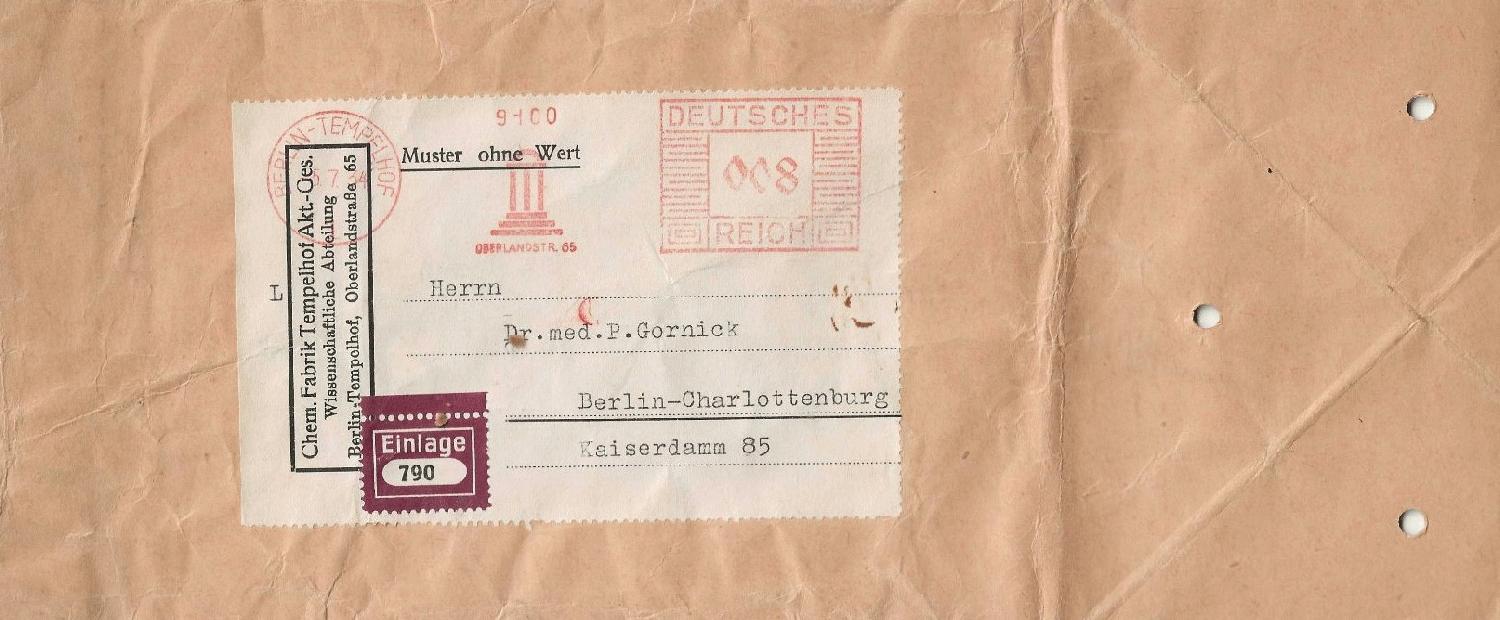 BERLIN-TEMPELHOF
9100
DEUTSCHES
008
REICH
Muster ohne Wert
OBERLANDSTR. 65
Chem. Fabrik Tempelhof Akt.-Ges.
Wissenschaftliche Abteilung
Berlin-Tempelhof, Oberlandstraße 65
L
Herrn
Dr.med.P.Gornick
Berlin-Charlottenburg
Kaiserdamm 85
Einlage
790